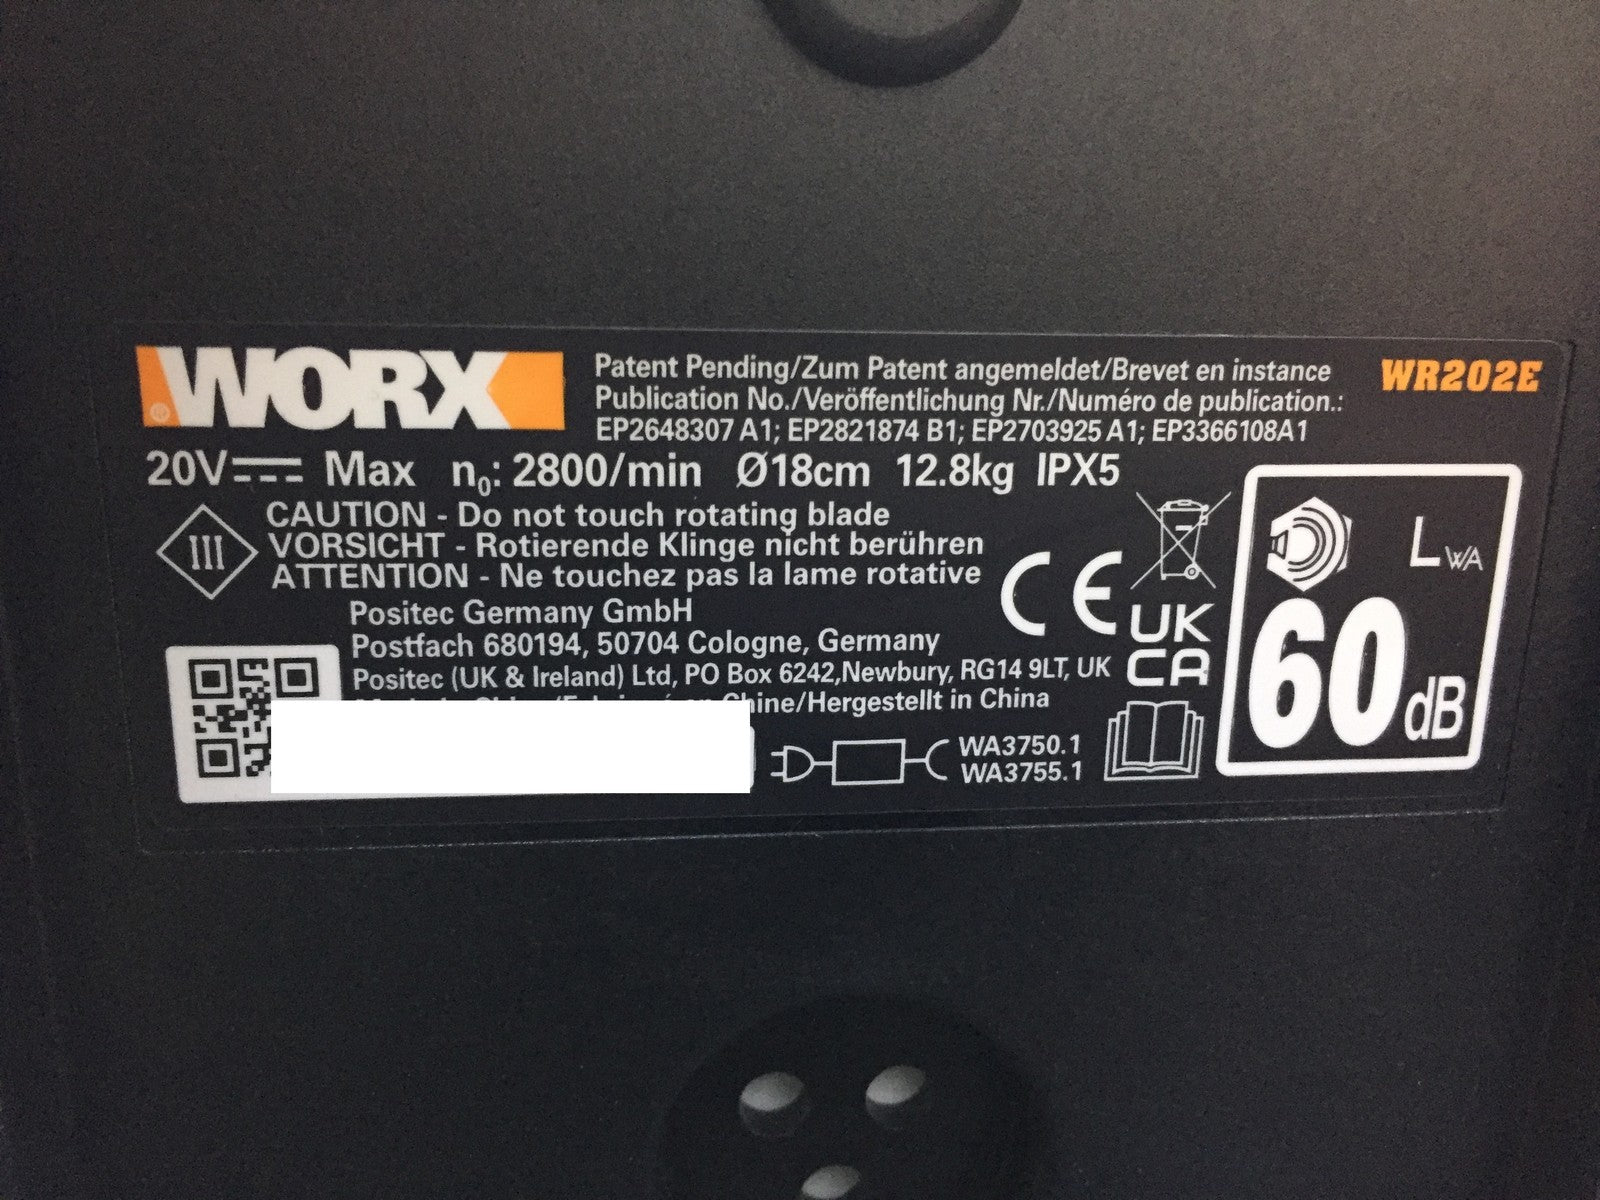 WORX®
Patent Pending/Zum Patent angemeldet/Brevet en instance
Publication No./Veröffentlichung Nr./Numéro de publication.:
EP2648307 A1; EP2821874 B1; EP2703925 A1; EP3366108A1
WR202E
20V Max n0: 2800/min Ø18cm 12.8kg IPX5
III
CAUTION - Do not touch rotating blade
VORSICHT - Rotierende Klinge nicht berühren
ATTENTION - Ne touchez pas la lame rotative
Positec Germany GmbH
Postfach 680194, 50704 Cologne, Germany
Positec (UK & Ireland) Ltd, PO Box 6242,Newbury, RG14 9LT, UK
Chine/Hergestellt in China
WA3750.1
WA3755.1
CE
UK
CA
LWA
60dB